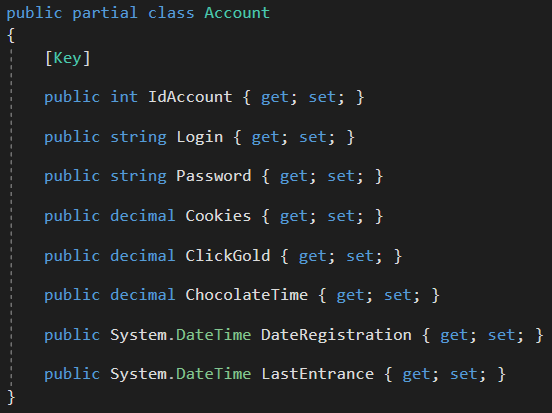 public partial class Account
{
[Key]
public int IdAccount { get; set; }
public string Login { get; set; }
public string Password { get; set; }
public decimal Cookies { get; set; }
public decimal ClickGold { get; set; }
public decimal ChocolateTime { get; set; }
public System.DateTime DateRegistration { get; set; }
public System.DateTime LastEntrance { get; set; }
}